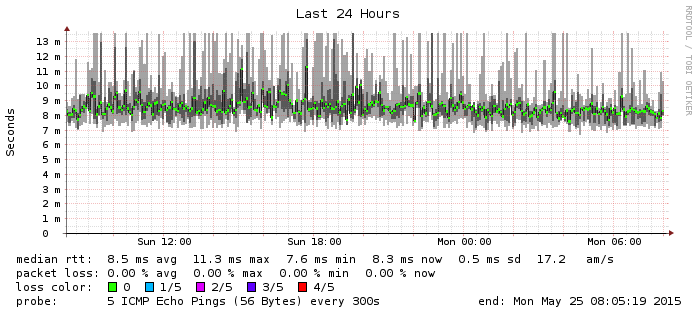 Last 24 Hours
RRDTOOL / TOBI OETIKER
Seconds
13 m
12 m
11 m
10 m
9 m
8 m
7 m
6 m
5 m
4 m
3 m
2 m
1 m
0
Sun 12:00 Sun 18:00 Mon 00:00 Mon 06:00
median rtt: 8.5 ms avg 11.3 ms max 7.6 ms min 8.3 ms now 0.5 ms sd 17.2 am/s
packet loss: 0.00 % avg 0.00 % max 0.00 % min 0.00 % now
loss color: 0 1/5 2/5 3/5 4/5
probe: 5 ICMP Echo Pings (56 Bytes) every 300s end: Mon May 25 08:05:19 2015